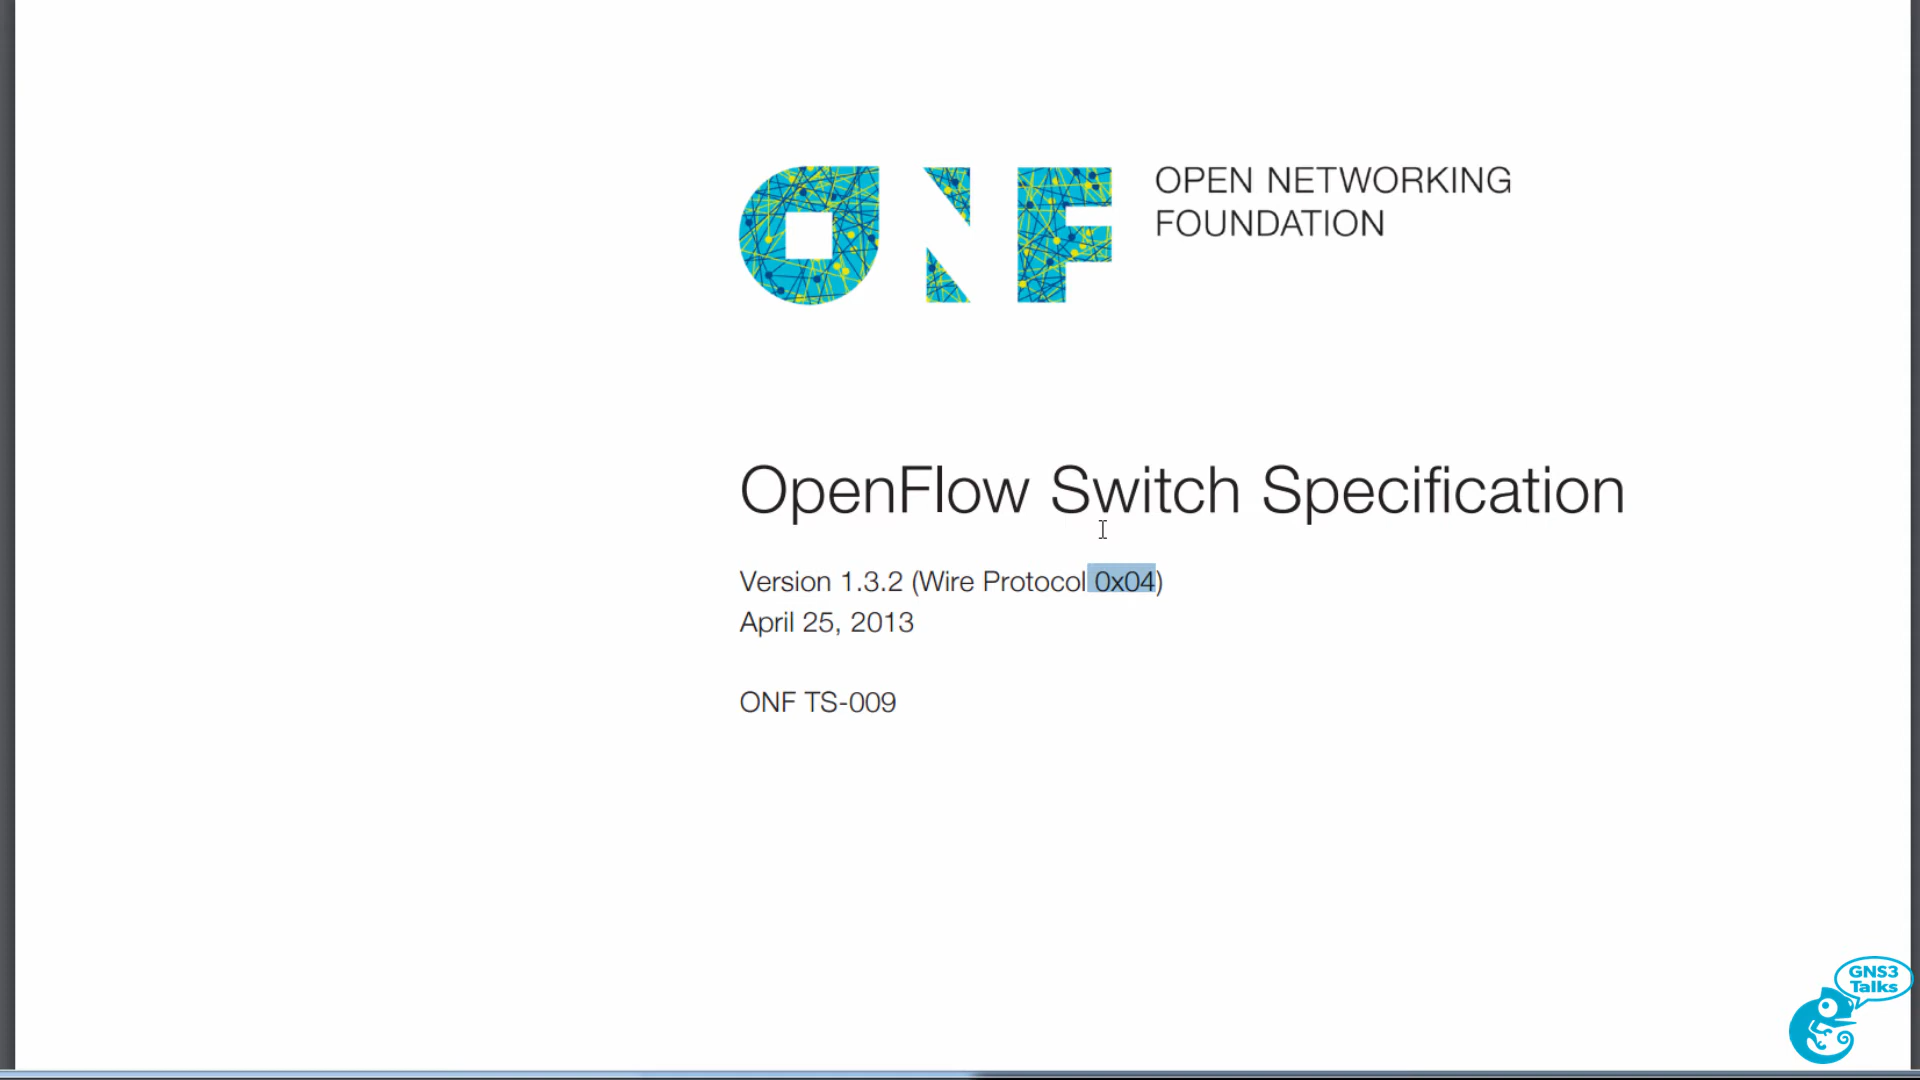 ONF
OPEN NETWORKING
FOUNDATION
OpenFlow Switch Specification
Version 1.3.2 (Wire Protocol 0x04)
April 25, 2013
ONF TS-009
GNS3
Talks